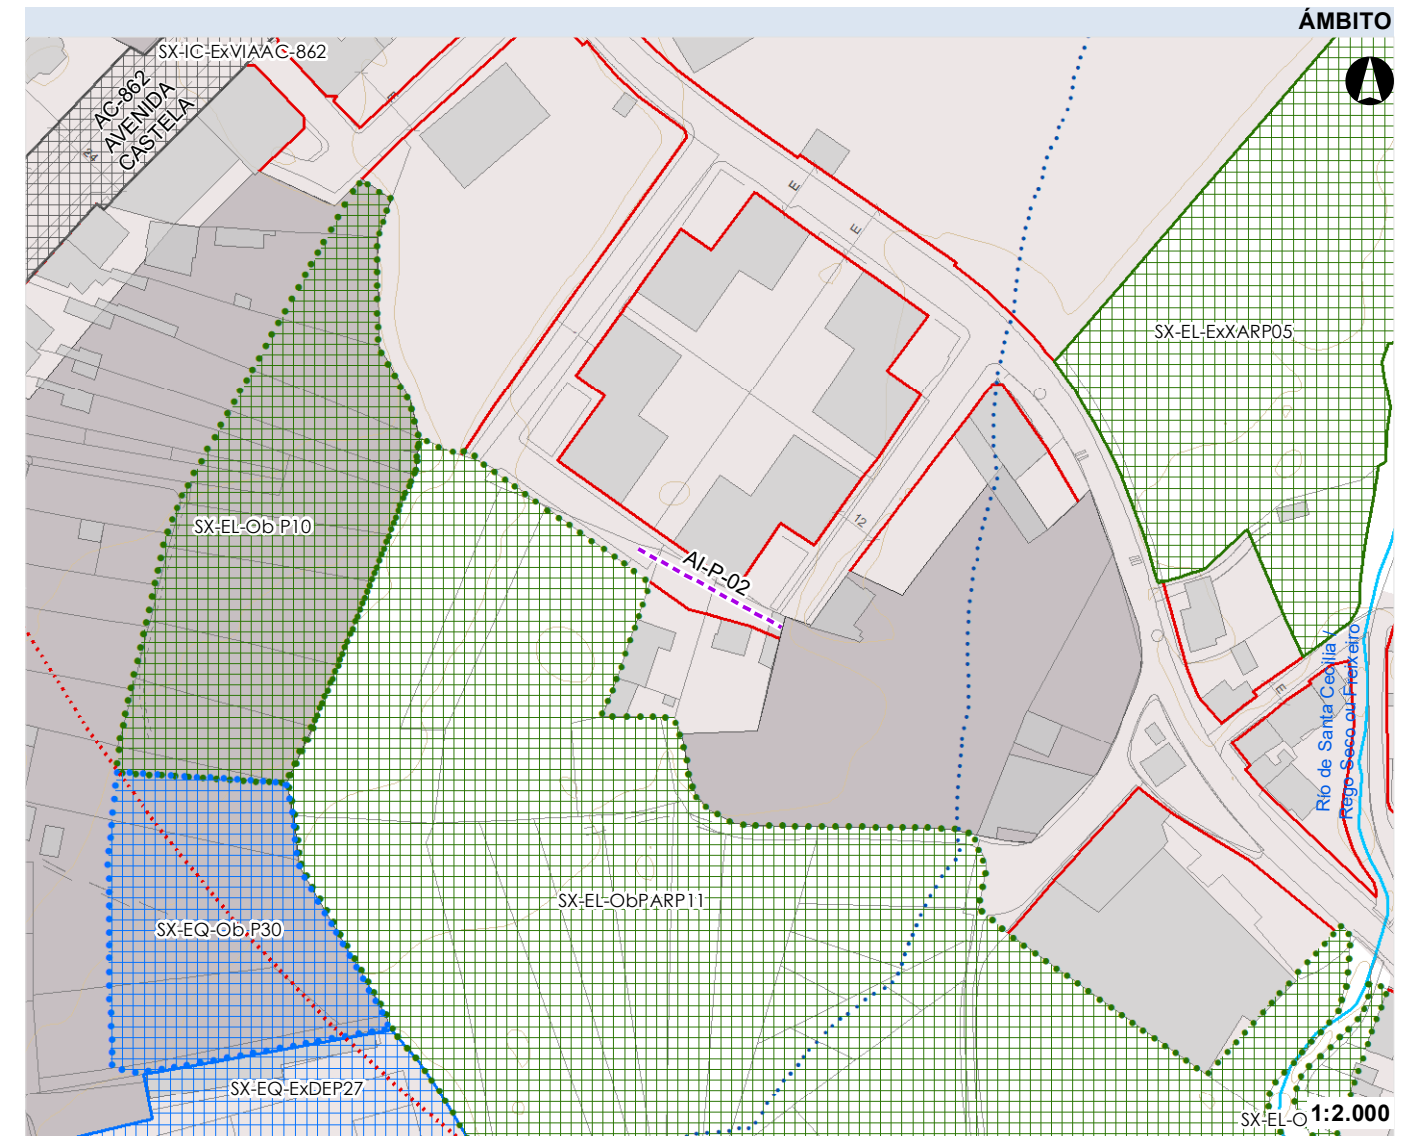 ÁMBITO
SX-IC-ExVIAAC-862
AC-862
AVENIDA
CASTELA
24
E
E
E
SX-EL-ExXARP05
SX-EL-Ob P10
12
AI-P-02
E
Río de Santa Cecilia /
Rego Seco ou Freixeiro
SX-EL-ObPARP11
SX-EQ-Ob P30
SX-EQ-ExDEP27
SX-EL-O
1:2.000